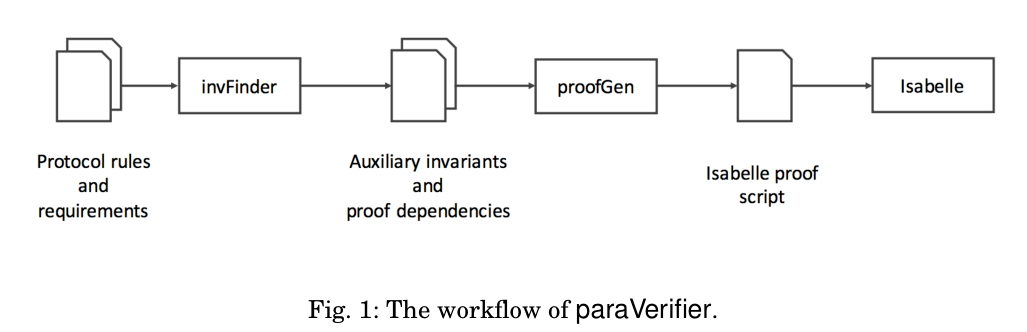 invFinder
proofGen
Isabelle
Protocol rules
and
requirements
Auxiliary invariants
and
proof dependencies
Isabelle proof
script
Fig. 1: The workflow of paraVerifier.